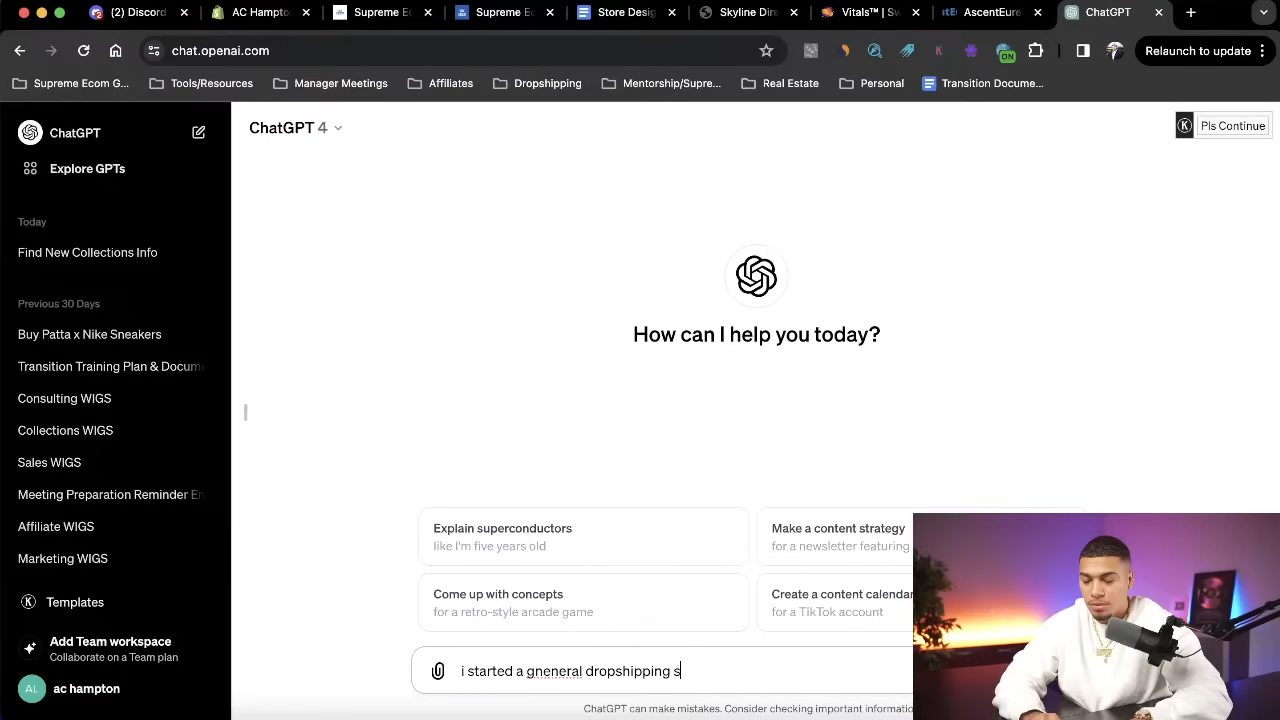 (2) Discord
AC Hampto
Supreme Ec
Supreme Ec
Store Desig
Skyline Dir
Vitals™ | Sw
AscentEure
ChatGPT
chat.openai.com
ON
Relaunch to update
Supreme Ecom G...
Tools/Resources
Manager Meetings
Affiliates
Dropshipping
Mentorship/Supre...
Real Estate
Personal
Transition Docume...
ChatGPT
ChatGPT 4
K
Pls Continue
Explore GPTs
Today
Find New Collections Info
Previous 30 Days
Buy Patta x Nike Sneakers
Transition Training Plan & Docum
Consulting WIGS
Collections WIGS
Sales WIGS
Meeting Preparation Reminder En
Affiliate WIGS
Marketing WIGS
K Templates
Add Team workspace
Collaborate on a Team plan
AL ac hampton
How can I help you today?
Explain superconductors
like I'm five years old
Make a content strategy
for a newsletter featuring
Come up with concepts
for a retro-style arcade game
Create a content calendar
for a TikTok account
i started a gneneral dropshipping s
ChatGPT can make mistakes. Consider checking important informatio